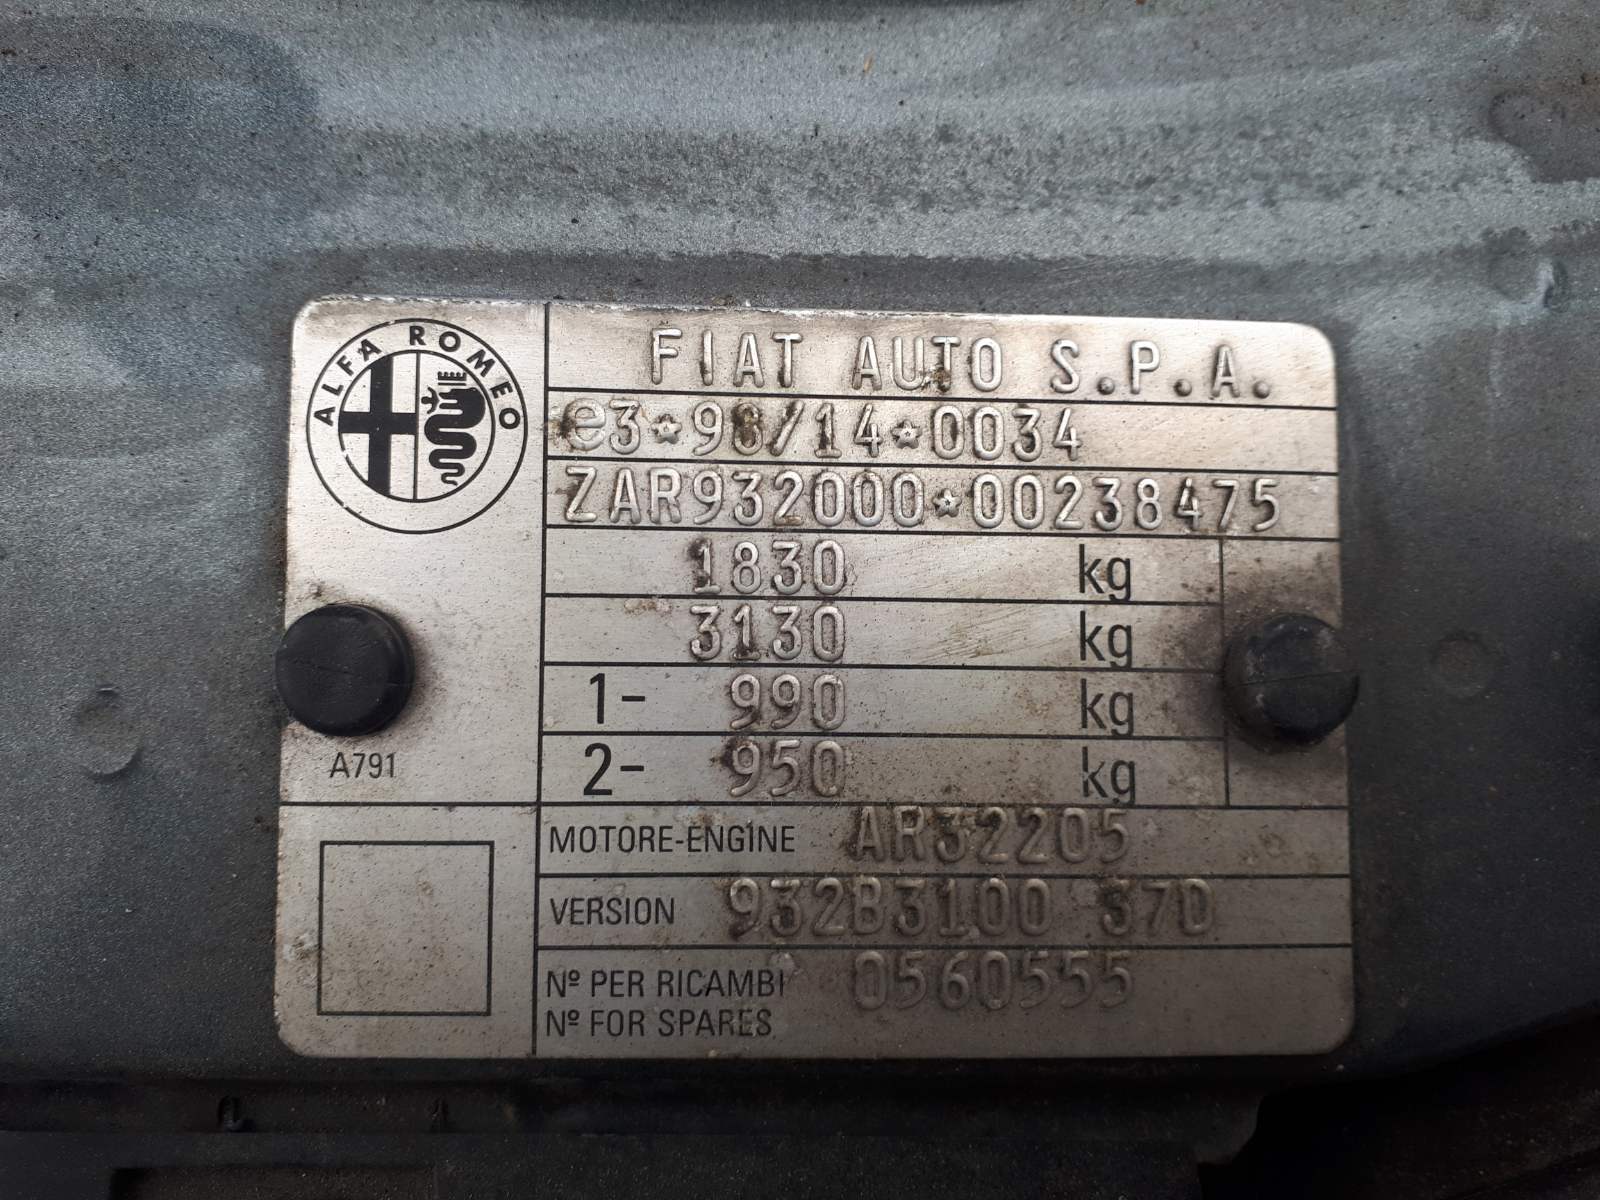 ALFA ROMEO
FIAT AUTO S.P.A.
e3*98/14*0034
ZAR932000*00238475
1830 kg
3130 kg
1- 990 kg
2- 950 kg
A791
MOTORE-ENGINE AR32205
VERSION 932B3100 37D
Nº PER RICAMBI 0560555
Nº FOR SPARES